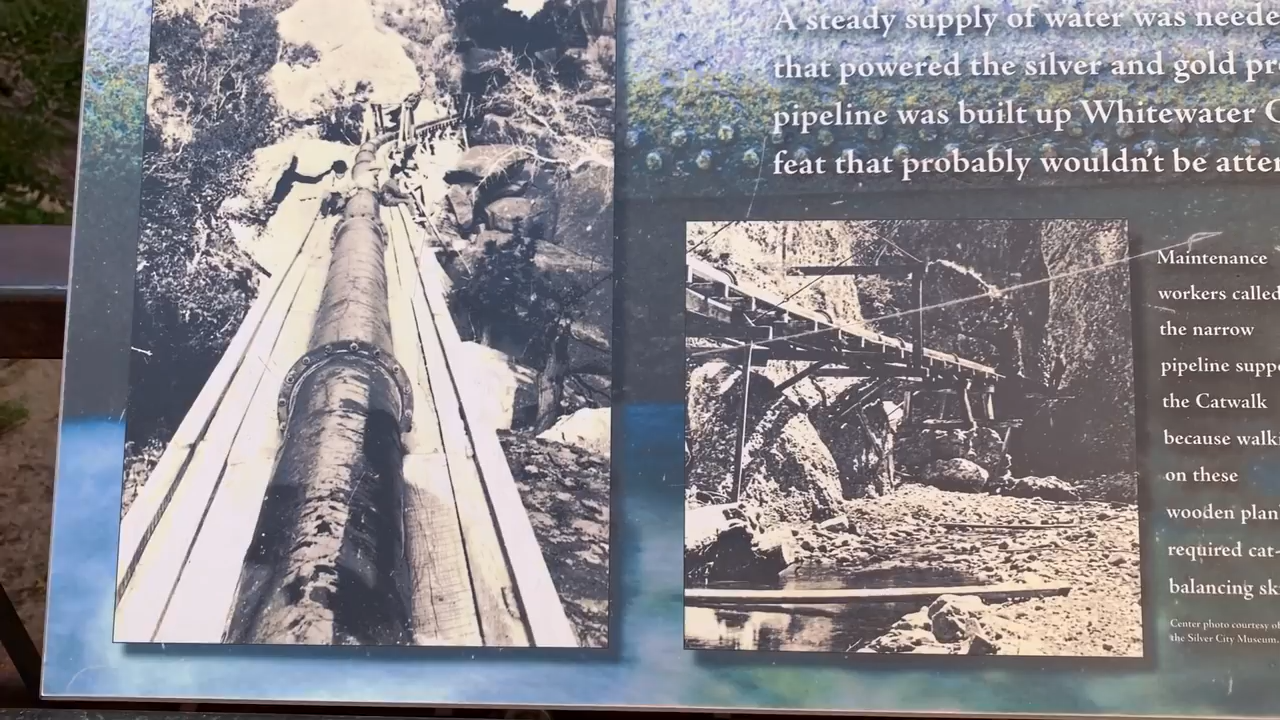 A steady supply of water was neede
that powered the silver and gold pr
pipeline was built up Whitewater C
feat that probably wouldn't be atte
Maintenance
workers called
the narrow
pipeline supp
the Catwalk
because walk
on these
wooden plan
required cat-
balancing sk
Center photo courtesy of
the Silver City Museum.